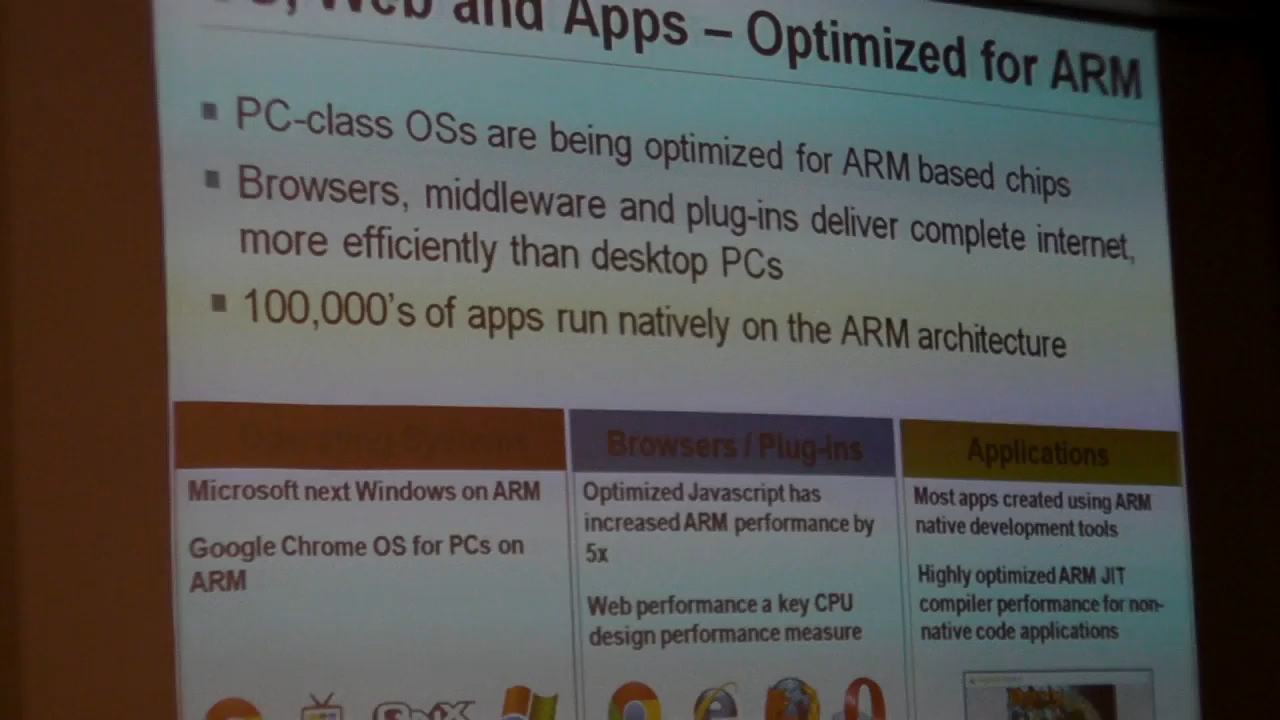 Web and Apps – Optimized for ARM
PC-class OSs are being optimized for ARM based chips
Browsers, middleware and plug-ins deliver complete internet,
more efficiently than desktop PCs
100,000's of apps run natively on the ARM architecture
Operating Systems
Microsoft next Windows on ARM
Google Chrome OS for PCs on
ARM
Browsers / Plug-ins
Optimized Javascript has
increased ARM performance by
5x
Web performance a key CPU
design performance measure
Applications
Most apps created using ARM
native development tools
Highly optimized ARM JIT
compiler performance for non-
native code applications